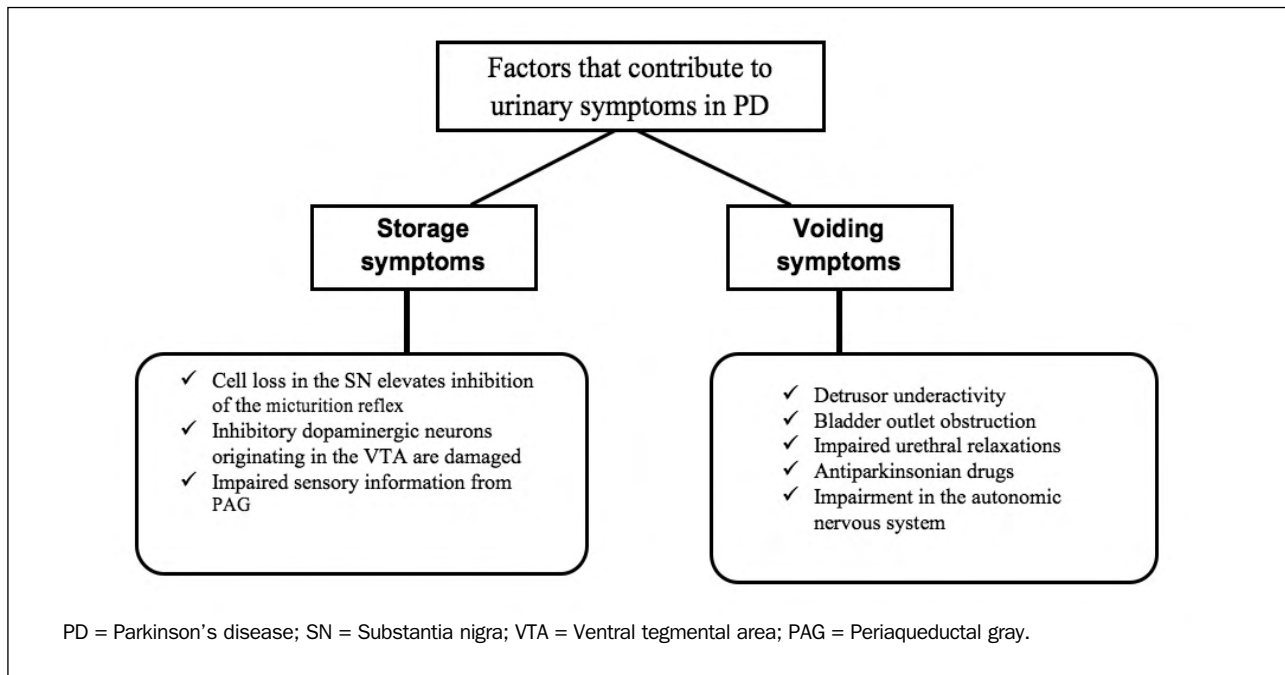 Factors that contribute to
urinary symptoms in PD
Storage
symptoms
Voiding
symptoms
✓ Cell loss in the SN elevates inhibition
of the micturition reflex
✓ Inhibitory dopaminergic neurons
originating in the VTA are damaged
✓ Impaired sensory information from
PAG
✓ Detrusor underactivity
✓ Bladder outlet obstruction
✓ Impaired urethral relaxations
✓ Antiparkinsonian drugs
✓ Impairment in the autonomic
nervous system
PD = Parkinson's disease; SN = Substantia nigra; VTA = Ventral tegmental area; PAG = Periaqueductal gray.